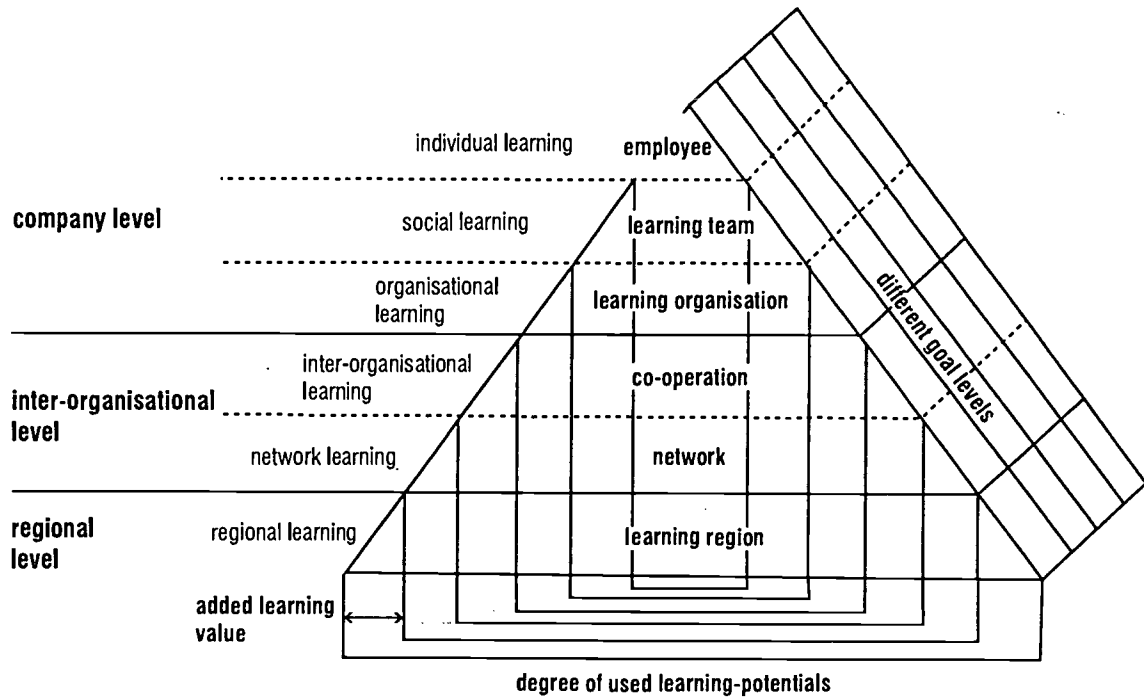 individual learning
employee
company level
social learning
learning team
organisational
learning
learning organisation
different goal levels
inter-organisational
level
inter-organisational
learning
co-operation
network learning
network
regional
level
regional learning
learning region
added learning
value
degree of used learning-potentials